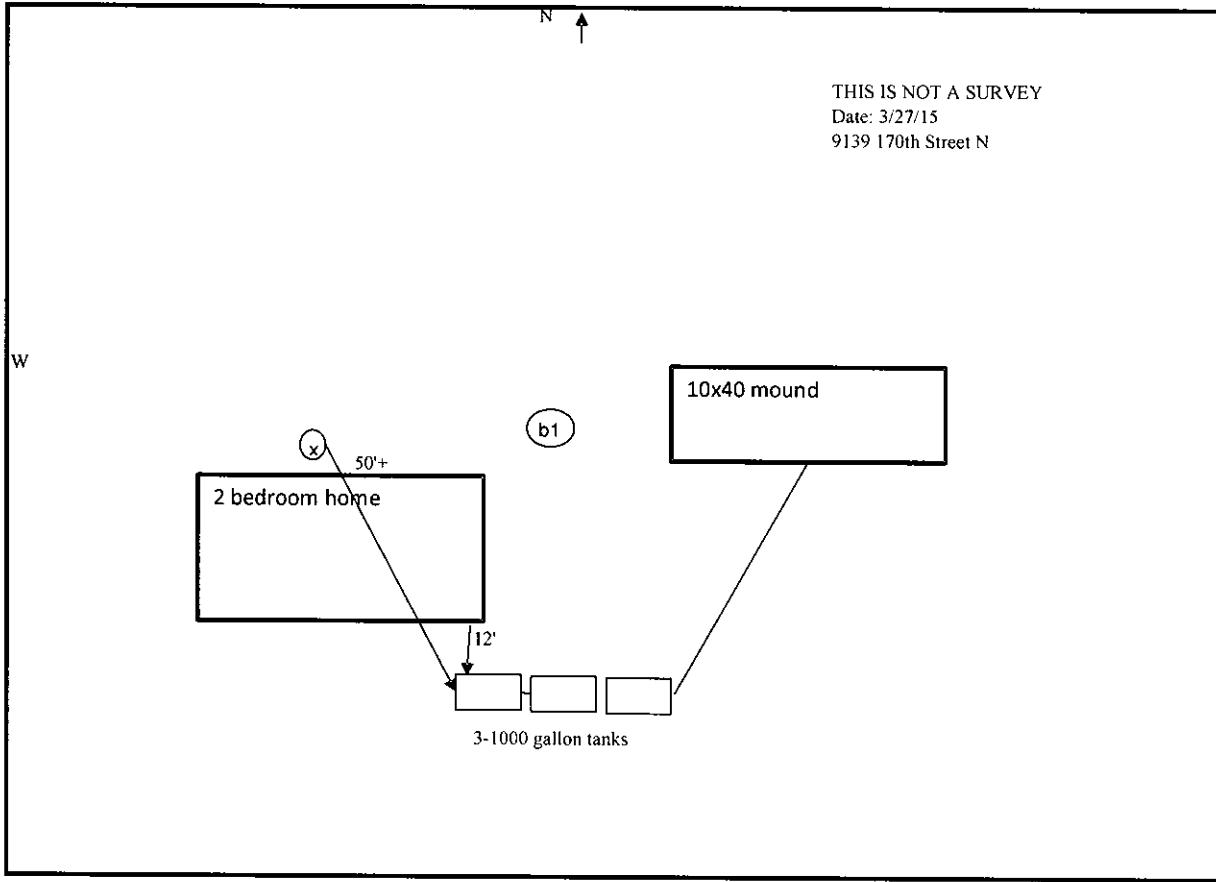 N
THIS IS NOT A SURVEY
Date: 3/27/15
9139 170th Street N
W
10x40 mound
b1
x
50'+
2 bedroom home
12'
3-1000 gallon tanks